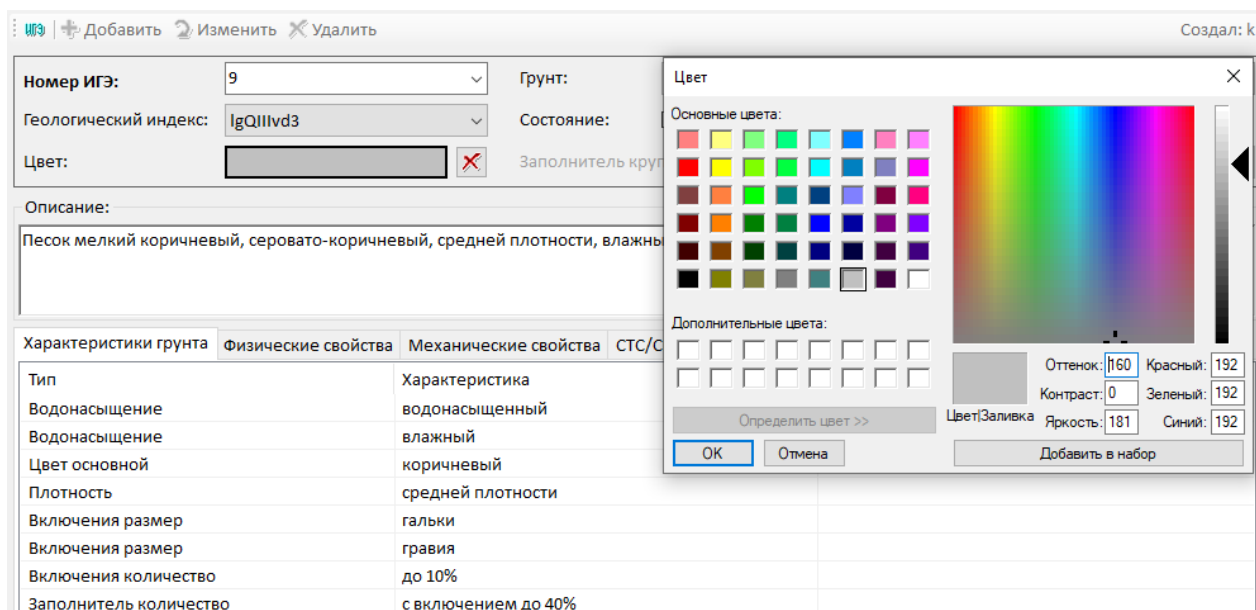 ИГЭ Добавить Изменить Удалить Создал: k
Номер ИГЭ: 9 Грунт:
Геологический индекс: lgQIIIvd3 Состояние:
Цвет: Заполнитель круп
Описание:
Песок мелкий коричневый, серовато-коричневый, средней плотности, влажны
Характеристики грунта Физические свойства Механические свойства СТС/С
Тип Характеристика
Водонасыщение водонасыщенный
Водонасыщение влажный
Цвет основной коричневый
Плотность средней плотности
Включения размер гальки
Включения размер гравия
Включения количество до 10%
Заполнитель количество с включением до 40%
Цвет
Основные цвета:
Дополнительные цвета:
Определить цвет >>
OK Отмена
Цвет|Заливка
Оттенок: 160 Красный: 192
Контраст: 0 Зеленый: 192
Яркость: 181 Синий: 192
Добавить в набор